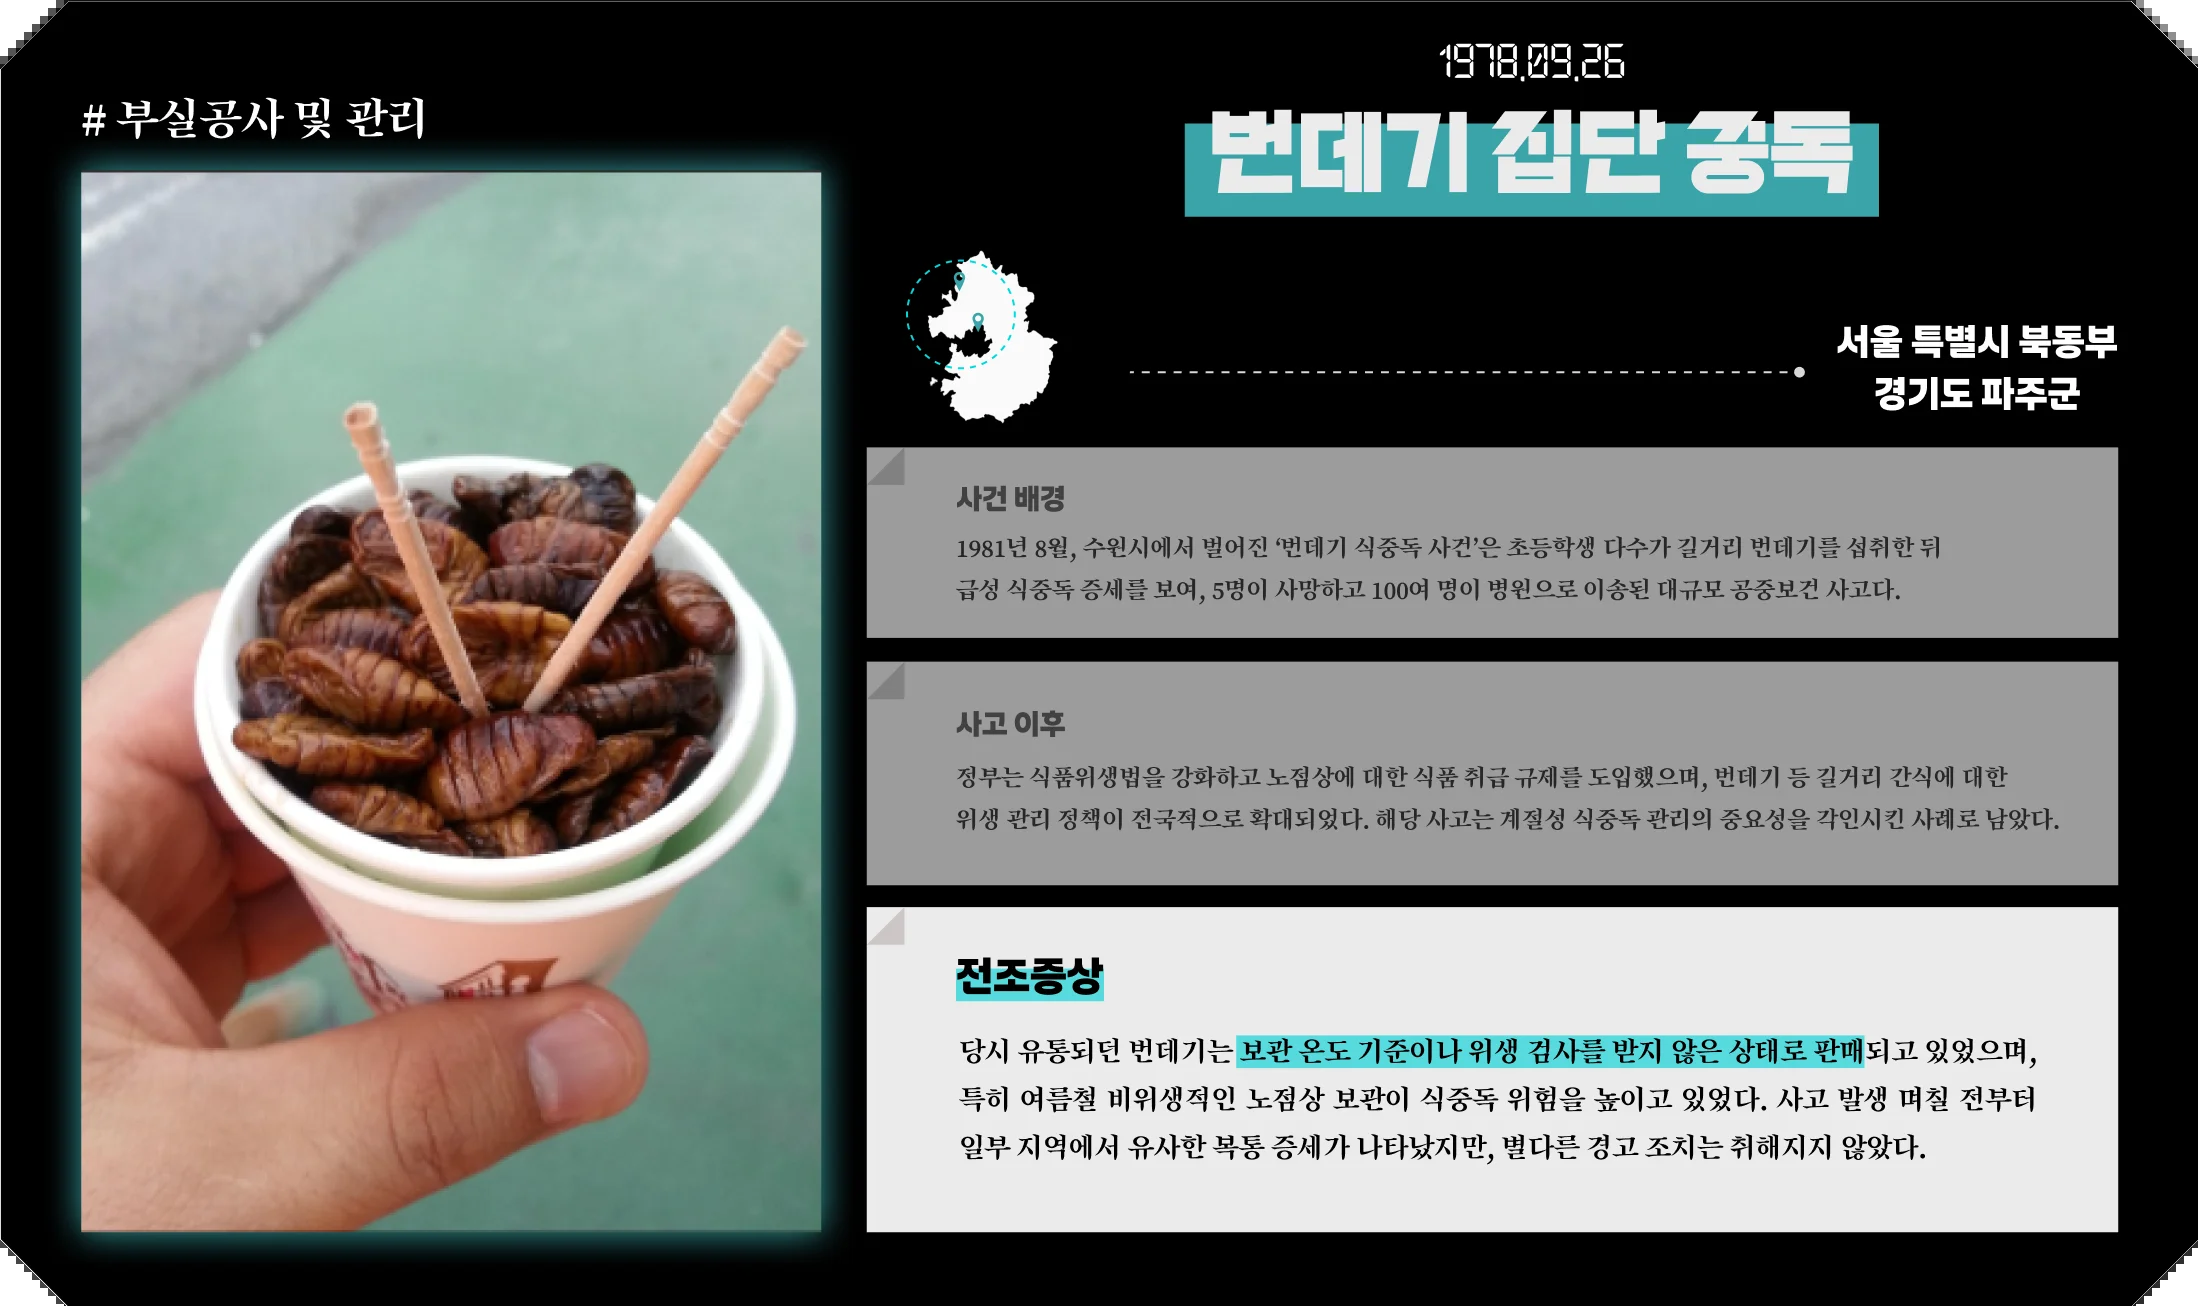 # 부실공사 및 관리
1978.09.26
번데기 집단 중독
서울 특별시 북동부
경기도 파주군
사건 배경
1981년 8월, 수원시에서 벌어진 ‘번데기 식중독 사건’은 초등학생 다수가 길거리 번데기를 섭취한 뒤
급성 식중독 증세를 보여, 5명이 사망하고 100여 명이 병원으로 이송된 대규모 공중보건 사고다.
사고 이후
정부는 식품위생법을 강화하고 노점상에 대한 식품 취급 규제를 도입했으며, 번데기 등 길거리 간식에 대한
위생 관리 정책이 전국적으로 확대되었다. 해당 사고는 계절성 식중독 관리의 중요성을 각인시킨 사례로 남았다.
전조증상
당시 유통되던 번데기는 보관 온도 기준이나 위생 검사를 받지 않은 상태로 판매되고 있었으며,
특히 여름철 비위생적인 노점상 보관이 식중독 위험을 높이고 있었다. 사고 발생 며칠 전부터
일부 지역에서 유사한 복통 증세가 나타났지만, 별다른 경고 조치는 취해지지 않았다.